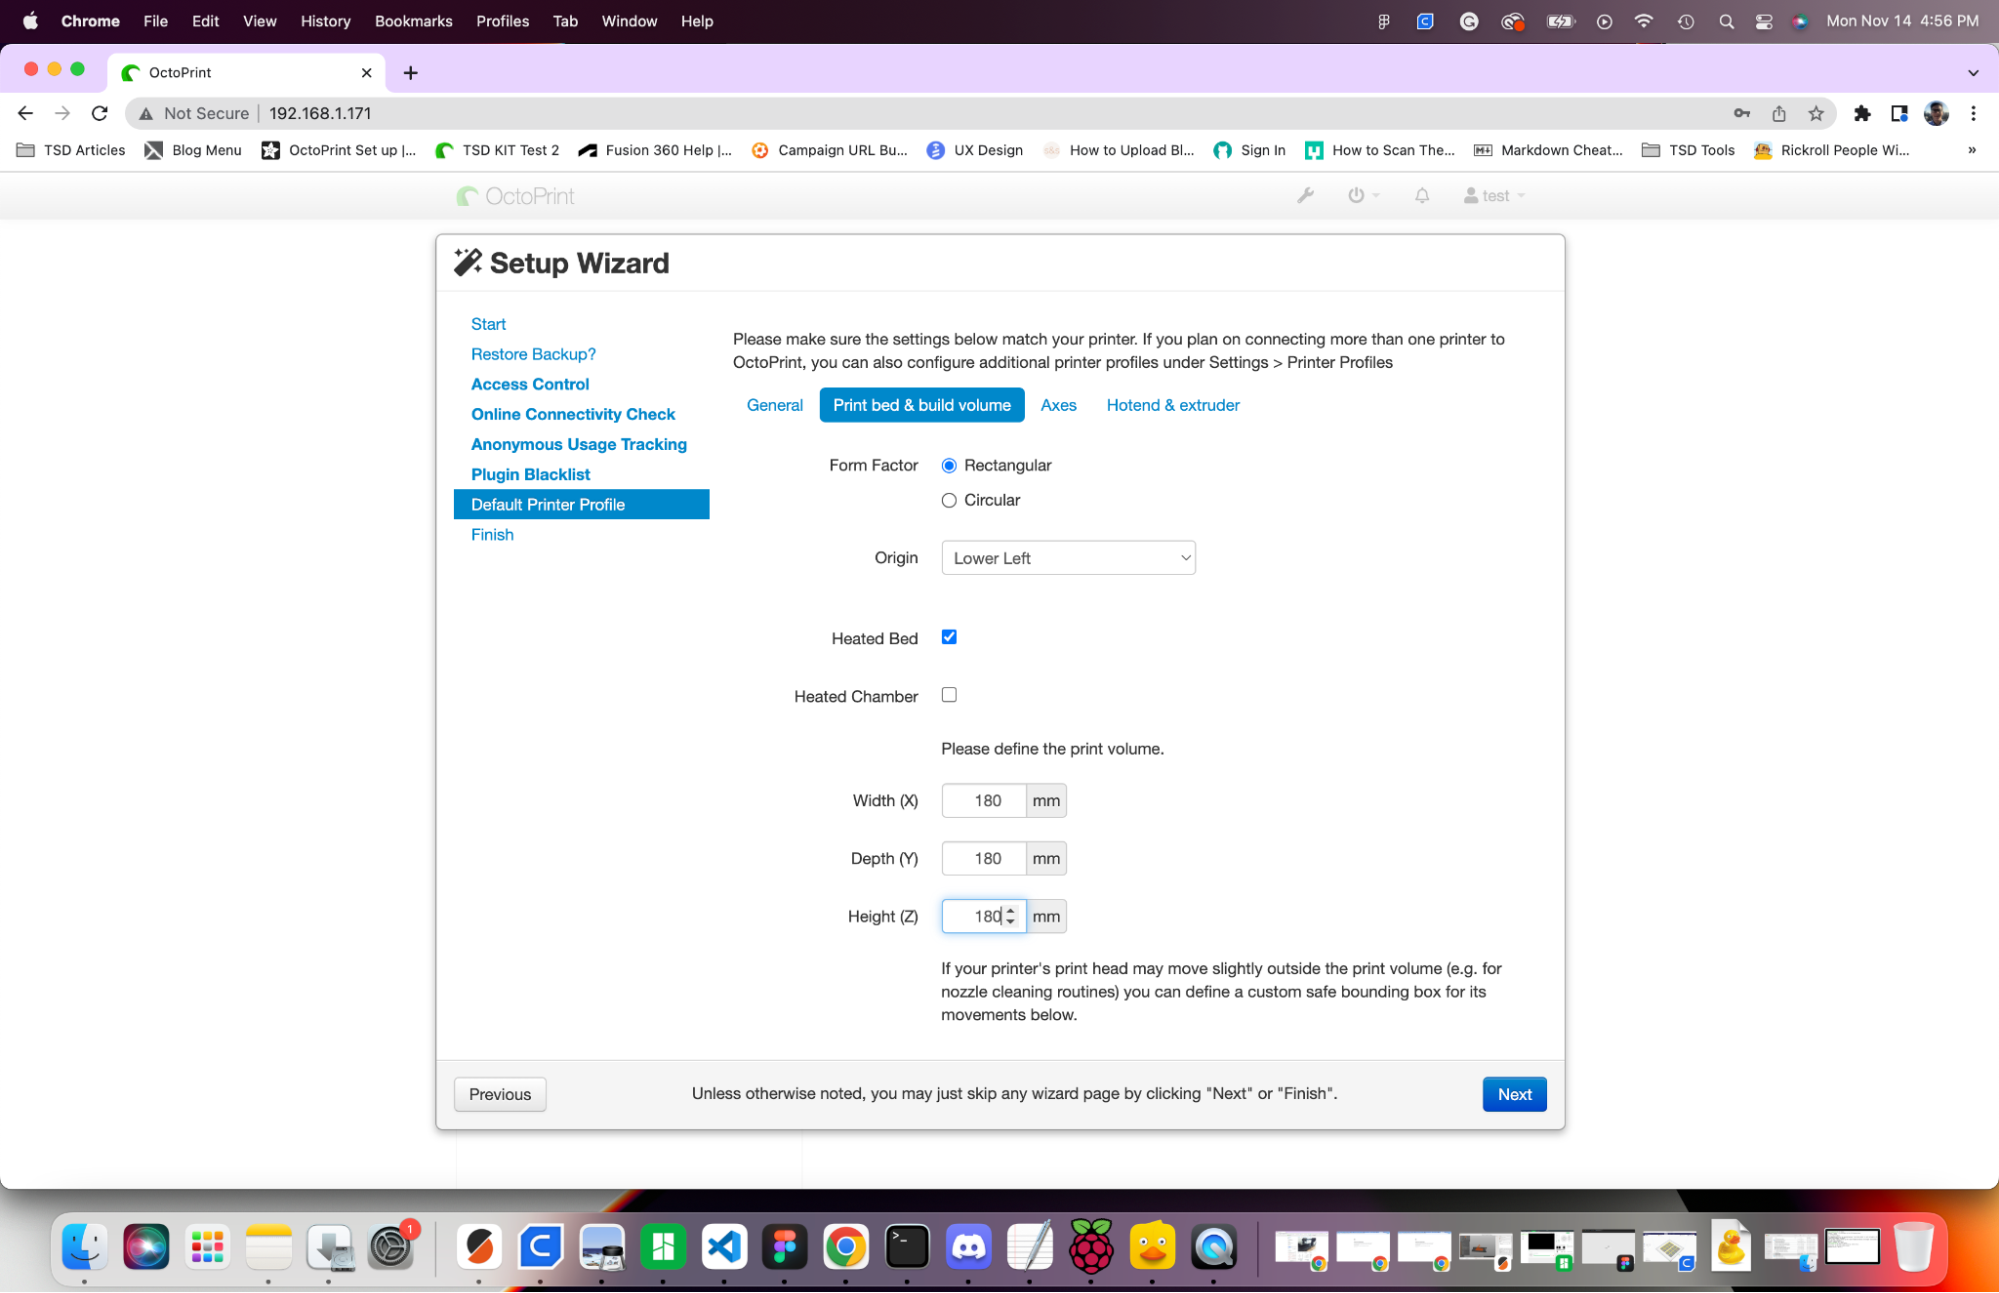 Chrome File Edit View History Bookmarks Profiles Tab Window Help Mon Nov 14 4:56 PM
OctoPrint
Not Secure 192.168.1.171
TSD Articles Blog Menu OctoPrint Set up |... TSD KIT Test 2 Fusion 360 Help |... Campaign URL Bu... UX Design How to Upload Bl... Sign In How to Scan The... Markdown Cheat... TSD Tools Rickroll People Wi... »
OctoPrint test
Setup Wizard
Start
Restore Backup?
Access Control
Online Connectivity Check
Anonymous Usage Tracking
Plugin Blacklist
Default Printer Profile
Finish
Please make sure the settings below match your printer. If you plan on connecting more than one printer to
OctoPrint, you can also configure additional printer profiles under Settings > Printer Profiles
General Print bed & build volume Axes Hotend & extruder
Form Factor Rectangular
Circular
Origin Lower Left
Heated Bed
Heated Chamber
Please define the print volume.
Width (X) 180 mm
Depth (Y) 180 mm
Height (Z) 180 mm
If your printer's print head may move slightly outside the print volume (e.g. for
nozzle cleaning routines) you can define a custom safe bounding box for its
movements below.
Previous Unless otherwise noted, you may just skip any wizard page by clicking "Next" or "Finish". Next
1